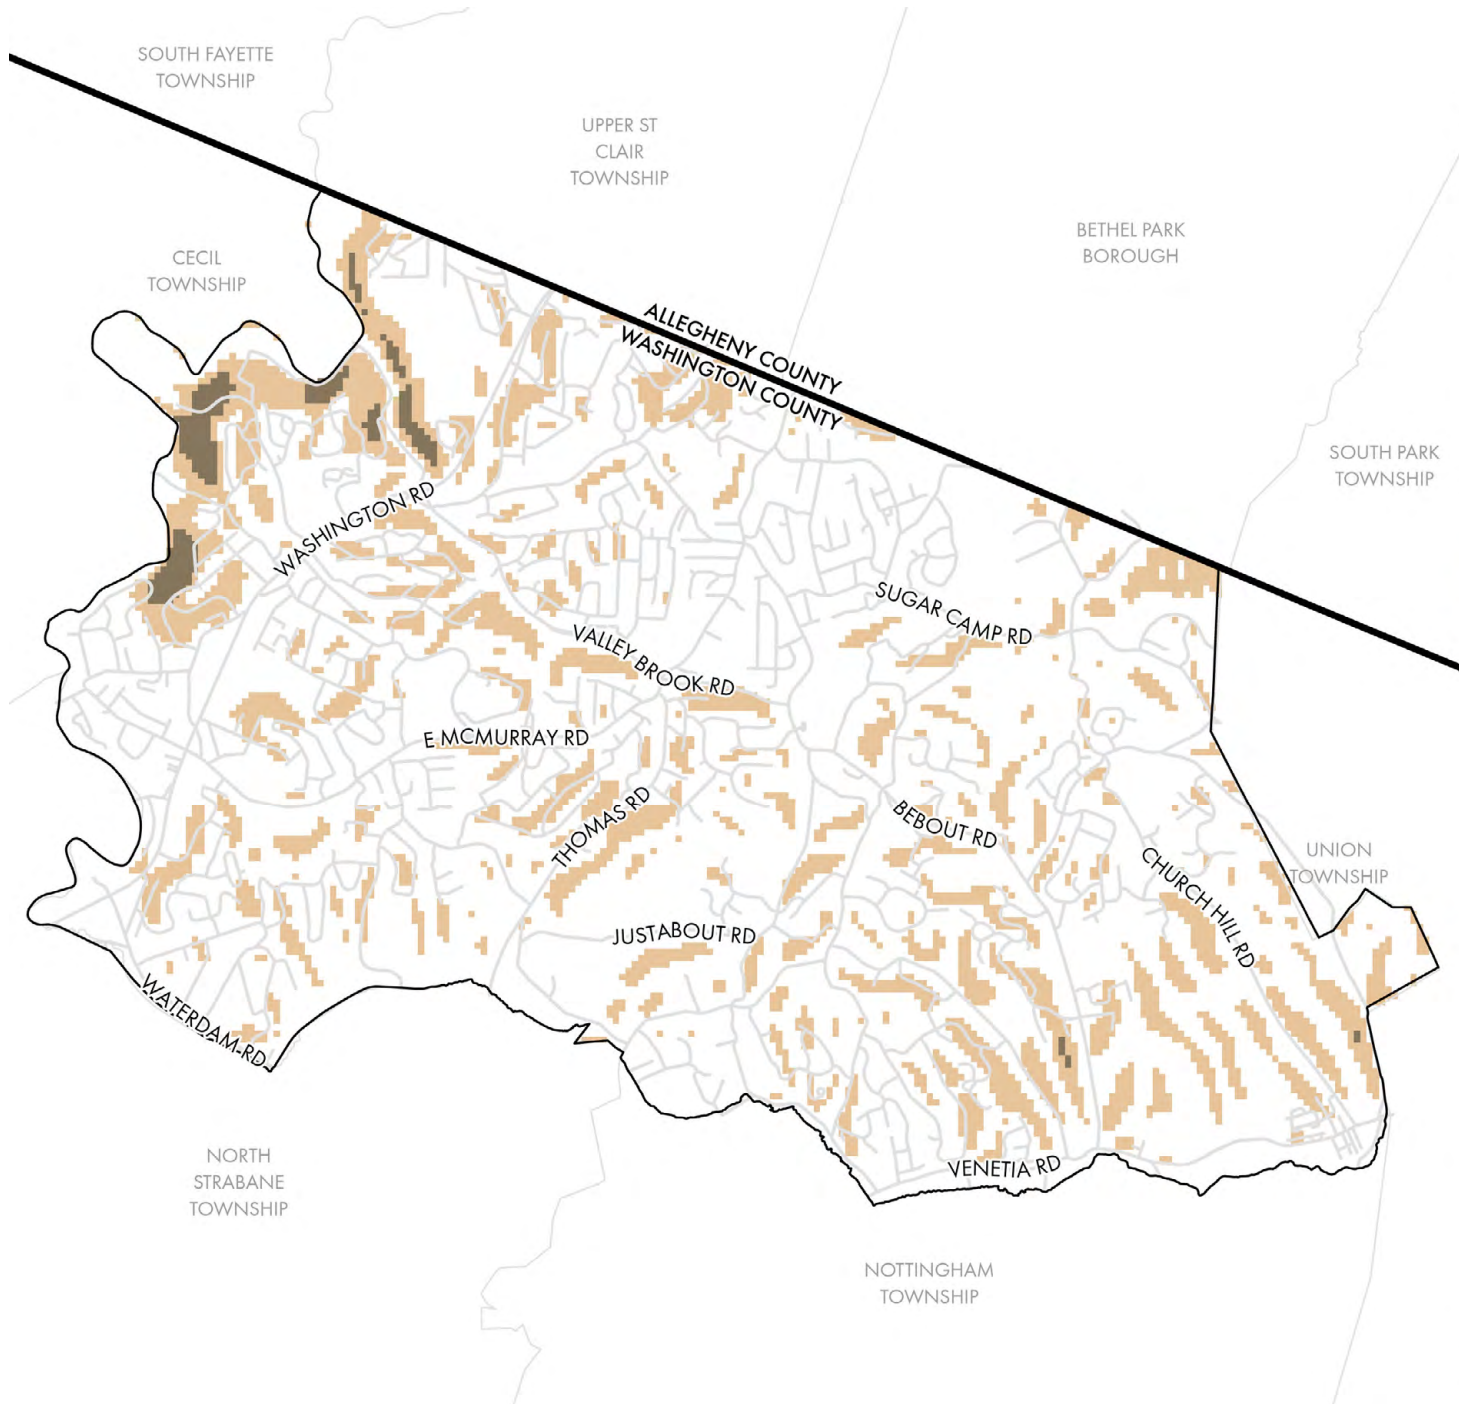 SOUTH FAYETTE
TOWNSHIP
UPPER ST
CLAIR
TOWNSHIP
BETHEL PARK
BOROUGH
CECIL
TOWNSHIP
ALLEGHENY COUNTY
WASHINGTON COUNTY
SOUTH PARK
TOWNSHIP
WASHINGTON RD
SUGAR CAMP RD
VALLEY BROOK RD
E MCMURRAY RD
THOMAS RD
BEBOUT RD
CHURCH HILL RD
UNION
TOWNSHIP
JUSTABOUT RD
WATERDAM RD
VENETIA RD
NORTH
STRABANE
TOWNSHIP
NOTTINGHAM
TOWNSHIP